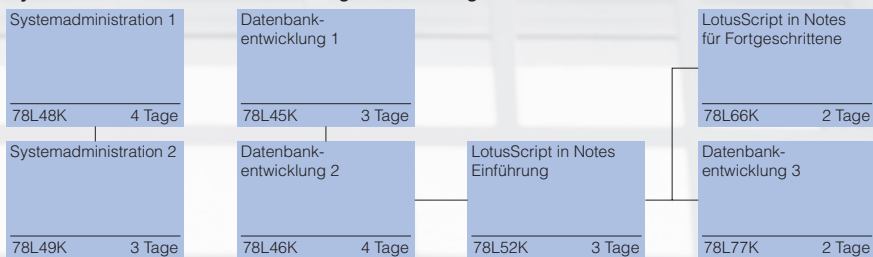 Systemadministration 1
78L48K 4 Tage
Datenbank-
entwicklung 1
78L45K 3 Tage
LotusScript in Notes
für Fortgeschrittene
78L66K 2 Tage
Systemadministration 2
78L49K 3 Tage
Datenbank-
entwicklung 2
78L46K 4 Tage
LotusScript in Notes
Einführung
78L52K 3 Tage
Datenbank-
entwicklung 3
78L77K 2 Tage